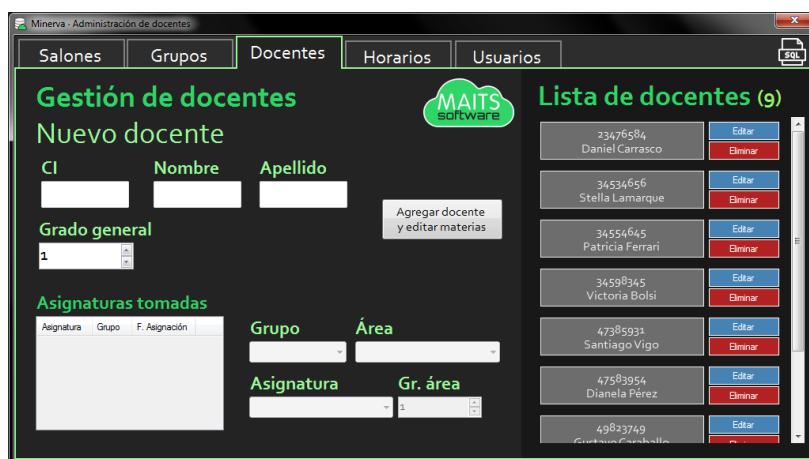 Minerva - Administración de docentes
Salones
Grupos
Docentes
Horarios
Usuarios
SQL
Gestión de docentes
MAITS
software
Nuevo docente
CI
Nombre
Apellido
Agregar docente
y editar materias
Grado general
1
Asignaturas tomadas
Asignatura
Grupo
F. Asignación
Grupo
Área
Asignatura
Gr. área
1
Lista de docentes (9)
23476584
Daniel Carrasco
Editar
Eliminar
34534656
Stella Lamarque
Editar
Eliminar
34554645
Patricia Ferrari
Editar
Eliminar
34598345
Victoria Bolsi
Editar
Eliminar
47385931
Santiago Vigo
Editar
Eliminar
47583954
Dianela Pérez
Editar
Eliminar
49823749
Gustavo Caraballo
Editar